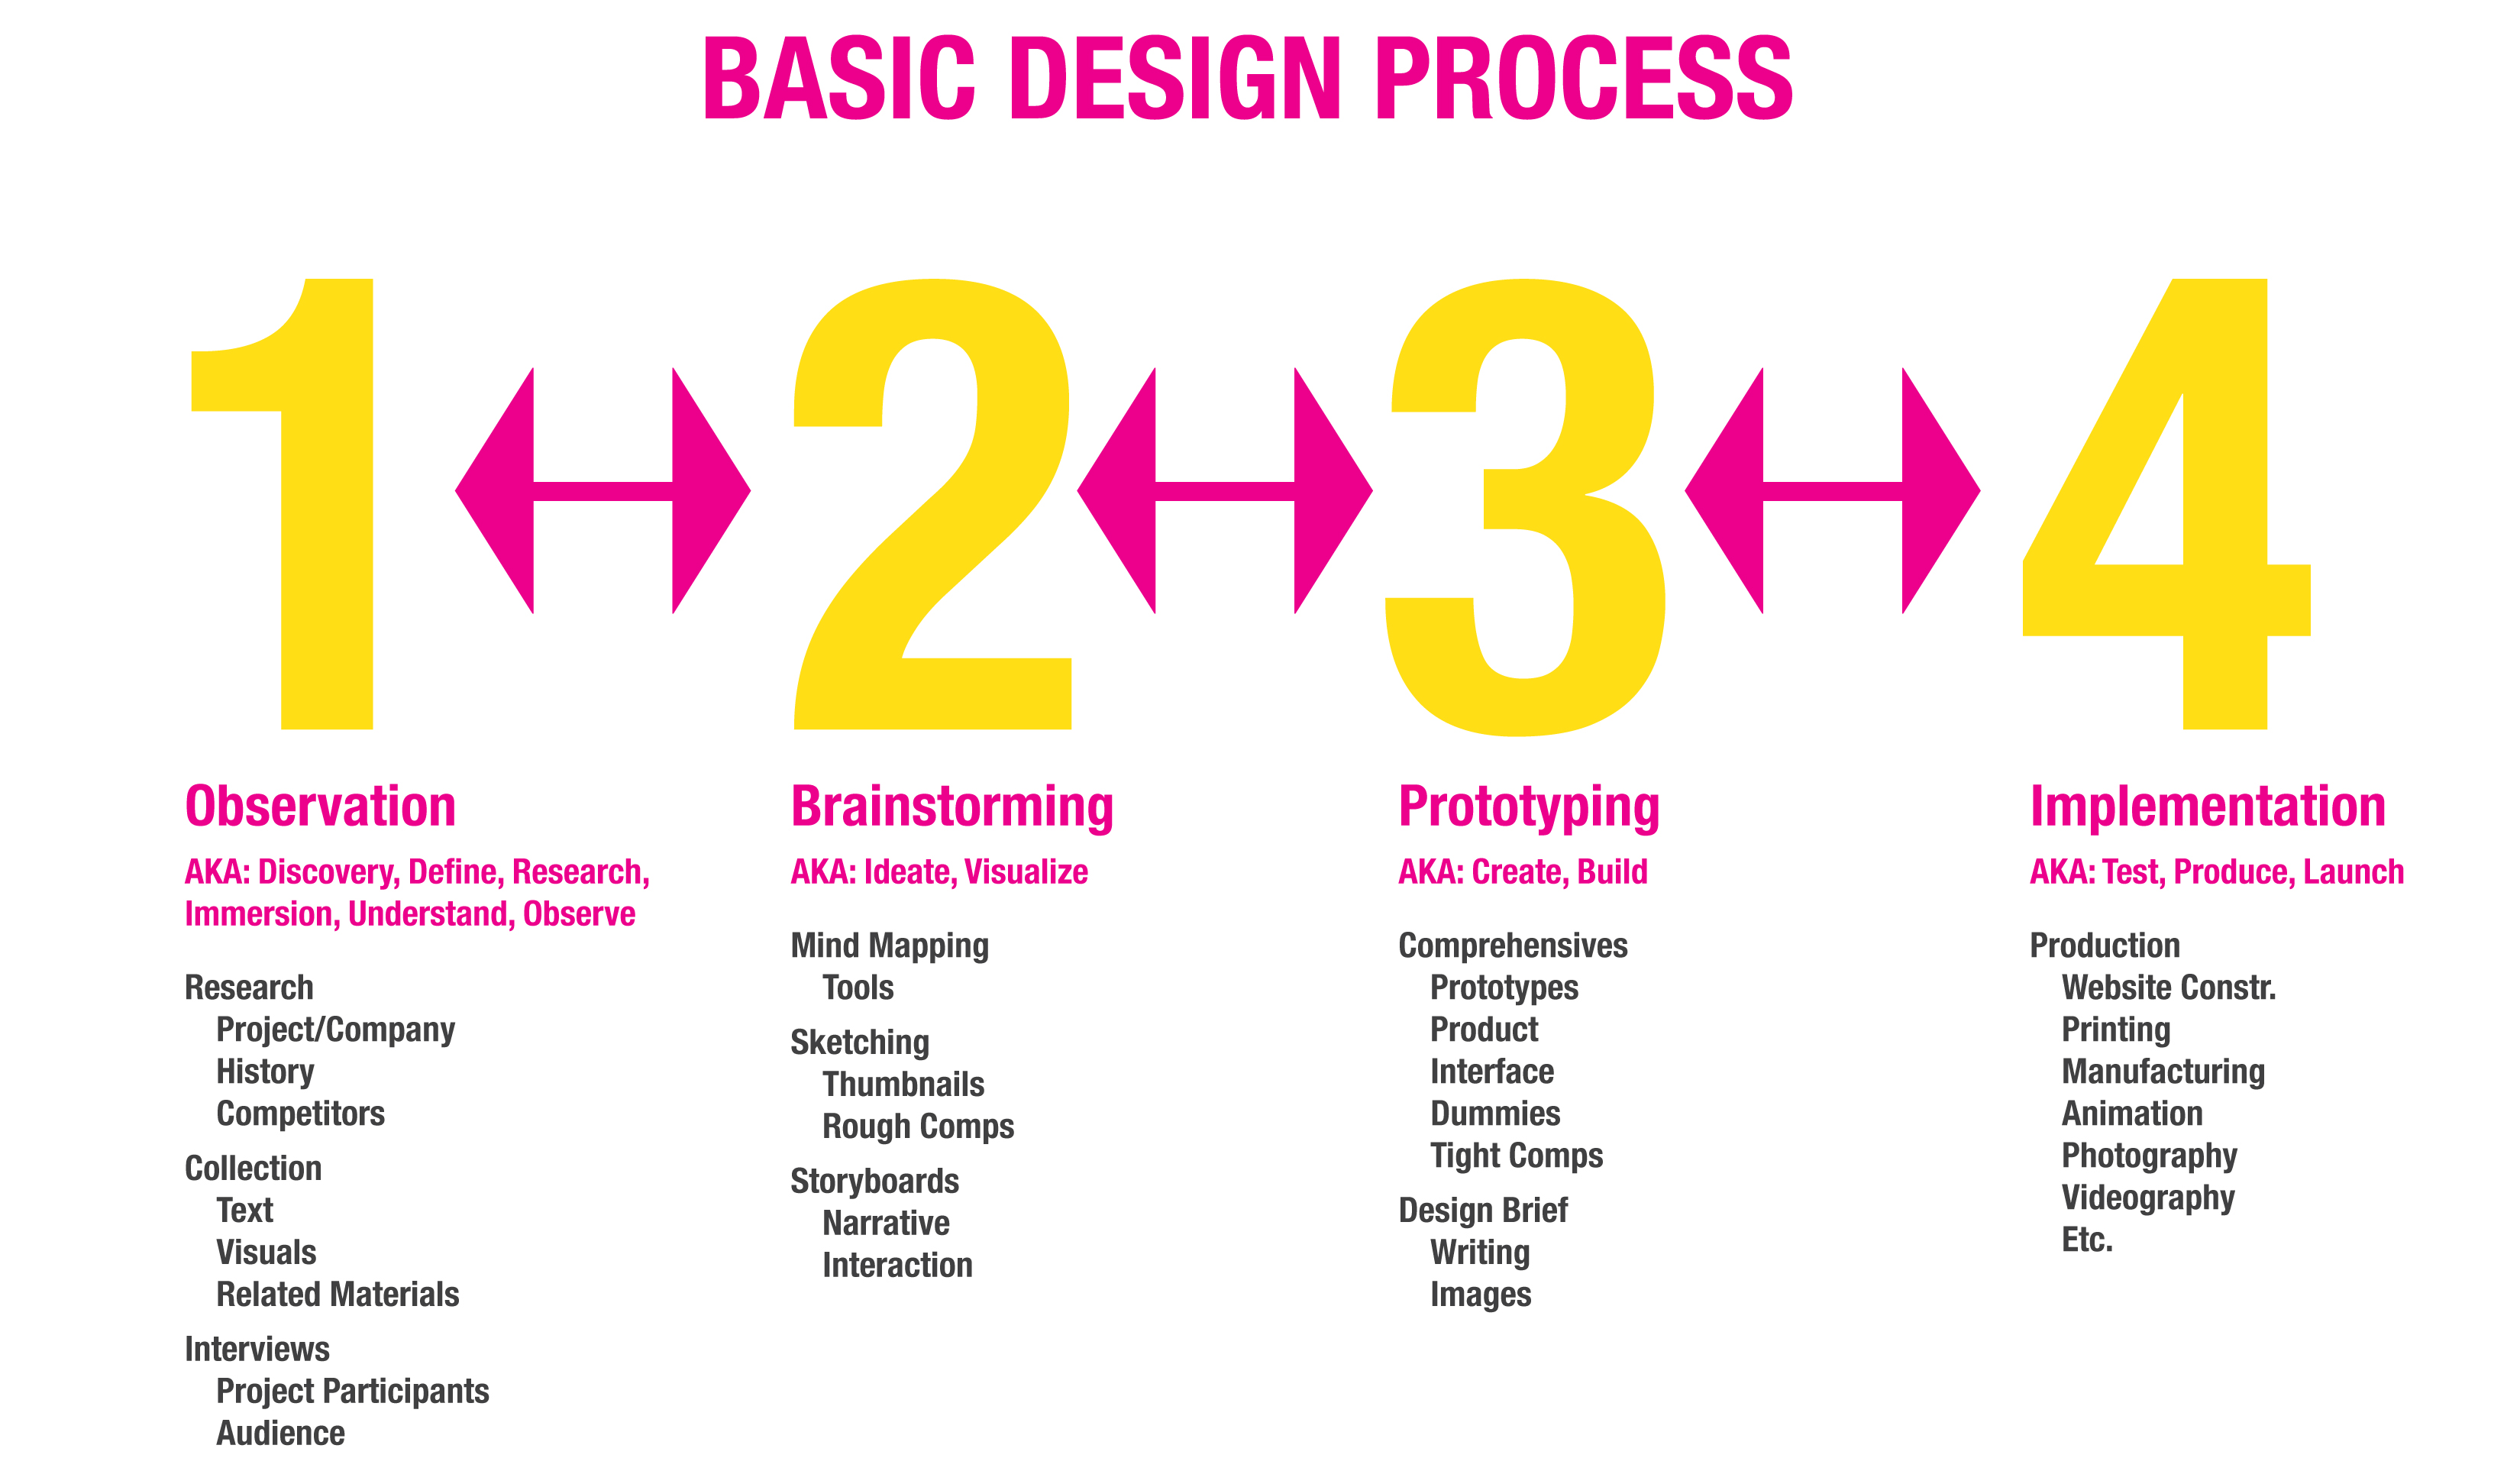 BASIC DESIGN PROCESS
1
2
3
4
Observation
AKA: Discovery, Define, Research,
Immersion, Understand, Observe
Research
Project/Company
History
Competitors
Collection
Text
Visuals
Related Materials
Interviews
Project Participants
Audience
Brainstorming
AKA: Ideate, Visualize
Mind Mapping
Tools
Sketching
Thumbnails
Rough Comps
Storyboards
Narrative
Interaction
Prototyping
AKA: Create, Build
Comprehensives
Prototypes
Product
Interface
Dummies
Tight Comps
Design Brief
Writing
Images
Implementation
AKA: Test, Produce, Launch
Production
Website Constr.
Printing
Manufacturing
Animation
Photography
Videography
Etc.